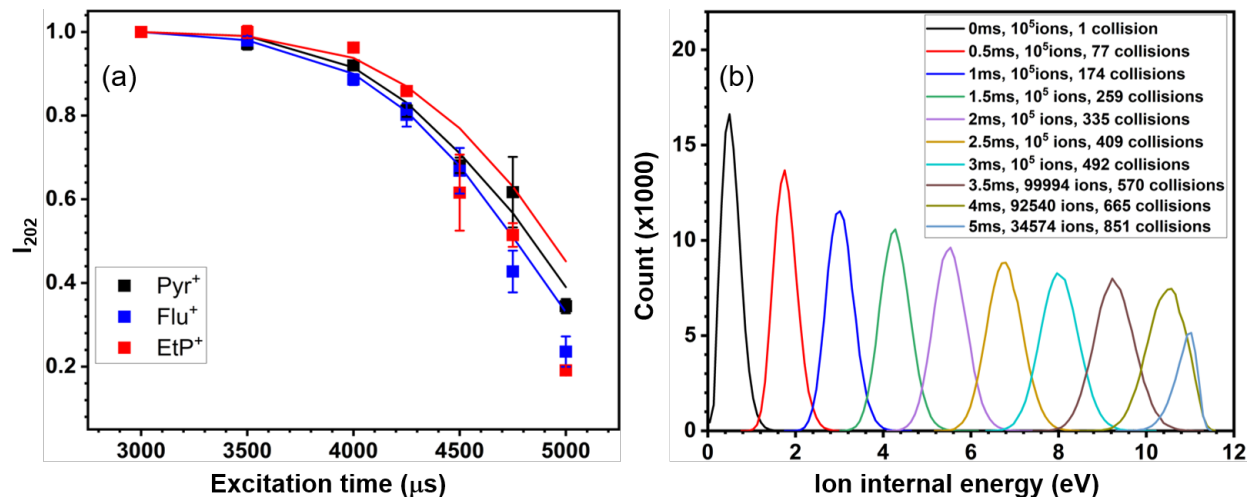 (a)
I₂₀₂
1.0
0.8
0.6
0.4
0.2
Pyr⁺
Flu⁺
EtP⁺
3000 3500 4000 4500 5000
Excitation time (μs)
(b)
Count (x1000)
20
15
10
5
0
0ms, 10⁵ions, 1 collision
0.5ms, 10⁵ions, 77 collisions
1ms, 10⁵ions, 174 collisions
1.5ms, 10⁵ ions, 259 collisions
2ms, 10⁵ ions, 335 collisions
2.5ms, 10⁵ ions, 409 collisions
3ms, 10⁵ ions, 492 collisions
3.5ms, 99994 ions, 570 collisions
4ms, 92540 ions, 665 collisions
5ms, 34574 ions, 851 collisions
0 2 4 6 8 10 12
Ion internal energy (eV)